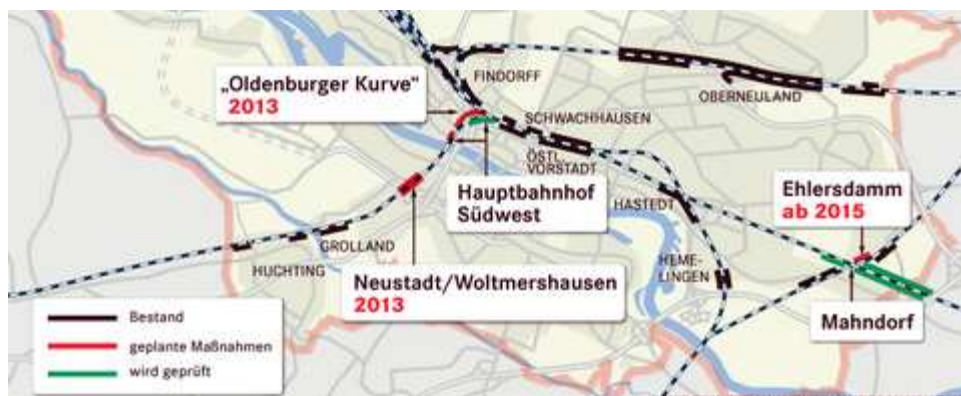 „Oldenburger Kurve“
2013
FINDORFF
OBERNEULAND
SCHWACHHAUSEN
ÖSTL.
VORSTADT
Hauptbahnhof
Südwest
HASTEDT
Ehlersdamm
ab 2015
GROLLAND
HUCHTING
Neustadt/Woltmershausen
2013
HEME-
LINGEN
Mahndorf
Bestand
geplante Maßnahmen
wird geprüft